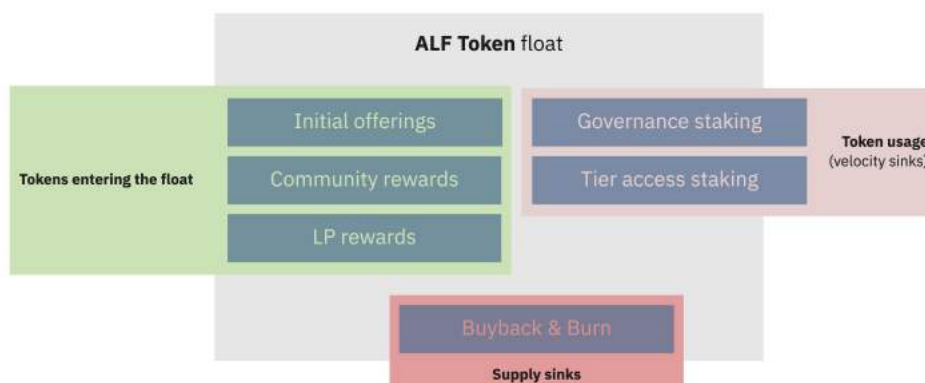 ALF Token float
Initial offerings
Community rewards
LP rewards
Tokens entering the float
Governance staking
Tier access staking
Token usage
(velocity sinks)
Buyback & Burn
Supply sinks